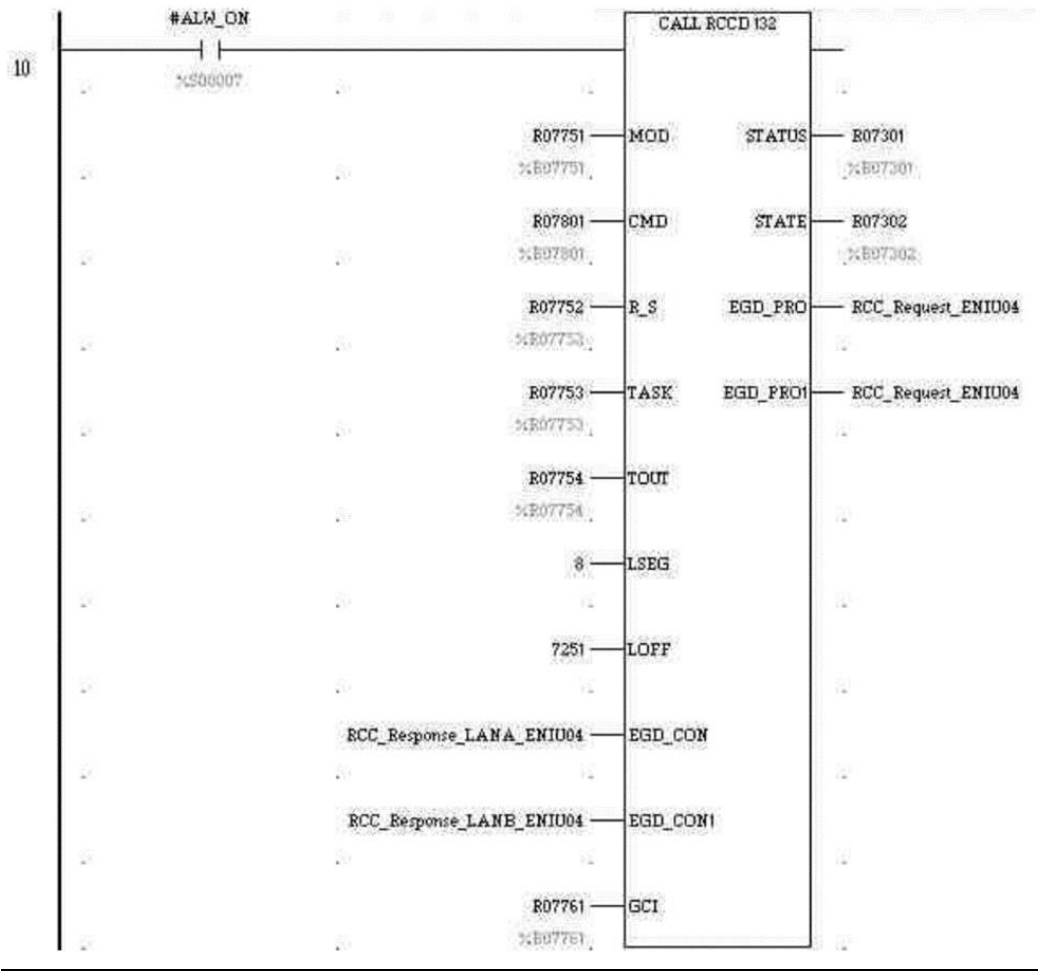 #ALW_ON
CALL RCCD 132
10
%S00007
R07751 MOD STATUS R07301
%R07751 %R07301
R07801 CMD STATE R07302
%R07801 %R07302
R07752 R_S EGD_PRO RCC_Request_ENIU04
%R07752
R07753 TASK EGD_PRO1 RCC_Request_ENIU04
%R07753
R07754 TOUT
%R07754
8 LSEG
7251 LOFF
RCC_Response_LANA_ENIU04 EGD_CON
RCC_Response_LANB_ENIU04 EGD_CON1
R07761 GCI
%R07761